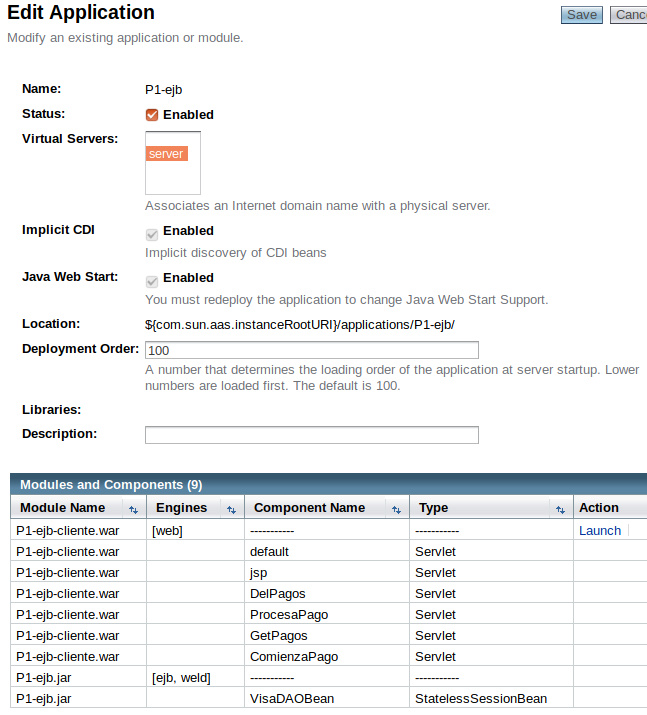 Edit Application
Save Canc
Modify an existing application or module.
Name: P1-ejb
Status: Enabled
Virtual Servers: server
Associates an Internet domain name with a physical server.
Implicit CDI Enabled
Implicit discovery of CDI beans
Java Web Start: Enabled
You must redeploy the application to change Java Web Start Support.
Location: ${com.sun.aas.instanceRootURI}/applications/P1-ejb/
Deployment Order: 100
A number that determines the loading order of the application at server startup. Lower
numbers are loaded first. The default is 100.
Libraries:
Description:
Modules and Components (9)
Module Name Engines Component Name Type Action
P1-ejb-cliente.war [web] ----------- ----------- Launch
P1-ejb-cliente.war default Servlet
P1-ejb-cliente.war jsp Servlet
P1-ejb-cliente.war DelPagos Servlet
P1-ejb-cliente.war ProcesaPago Servlet
P1-ejb-cliente.war GetPagos Servlet
P1-ejb-cliente.war ComienzaPago Servlet
P1-ejb.jar [ejb, weld] ----------- -----------
P1-ejb.jar VisaDAOBean StatelessSessionBean